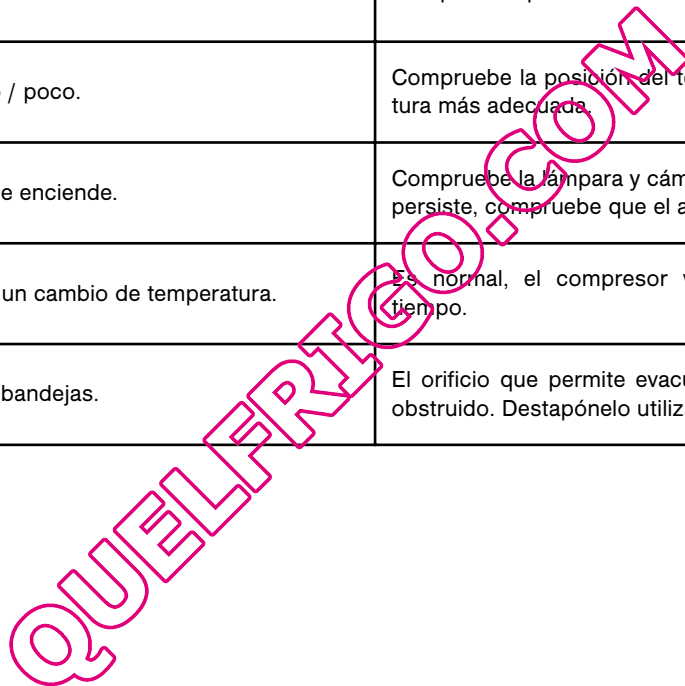 / poco.
Compruebe la posición del
tura más adecuada.
e enciende.
Compruebe la lámpara y cám
persiste, compruebe que el a
un cambio de temperatura.
Es normal, el compresor
tiempo.
bandejas.
El orificio que permite evacu
obstruido. Destapónelo utiliz
QUELFRIGO.COM